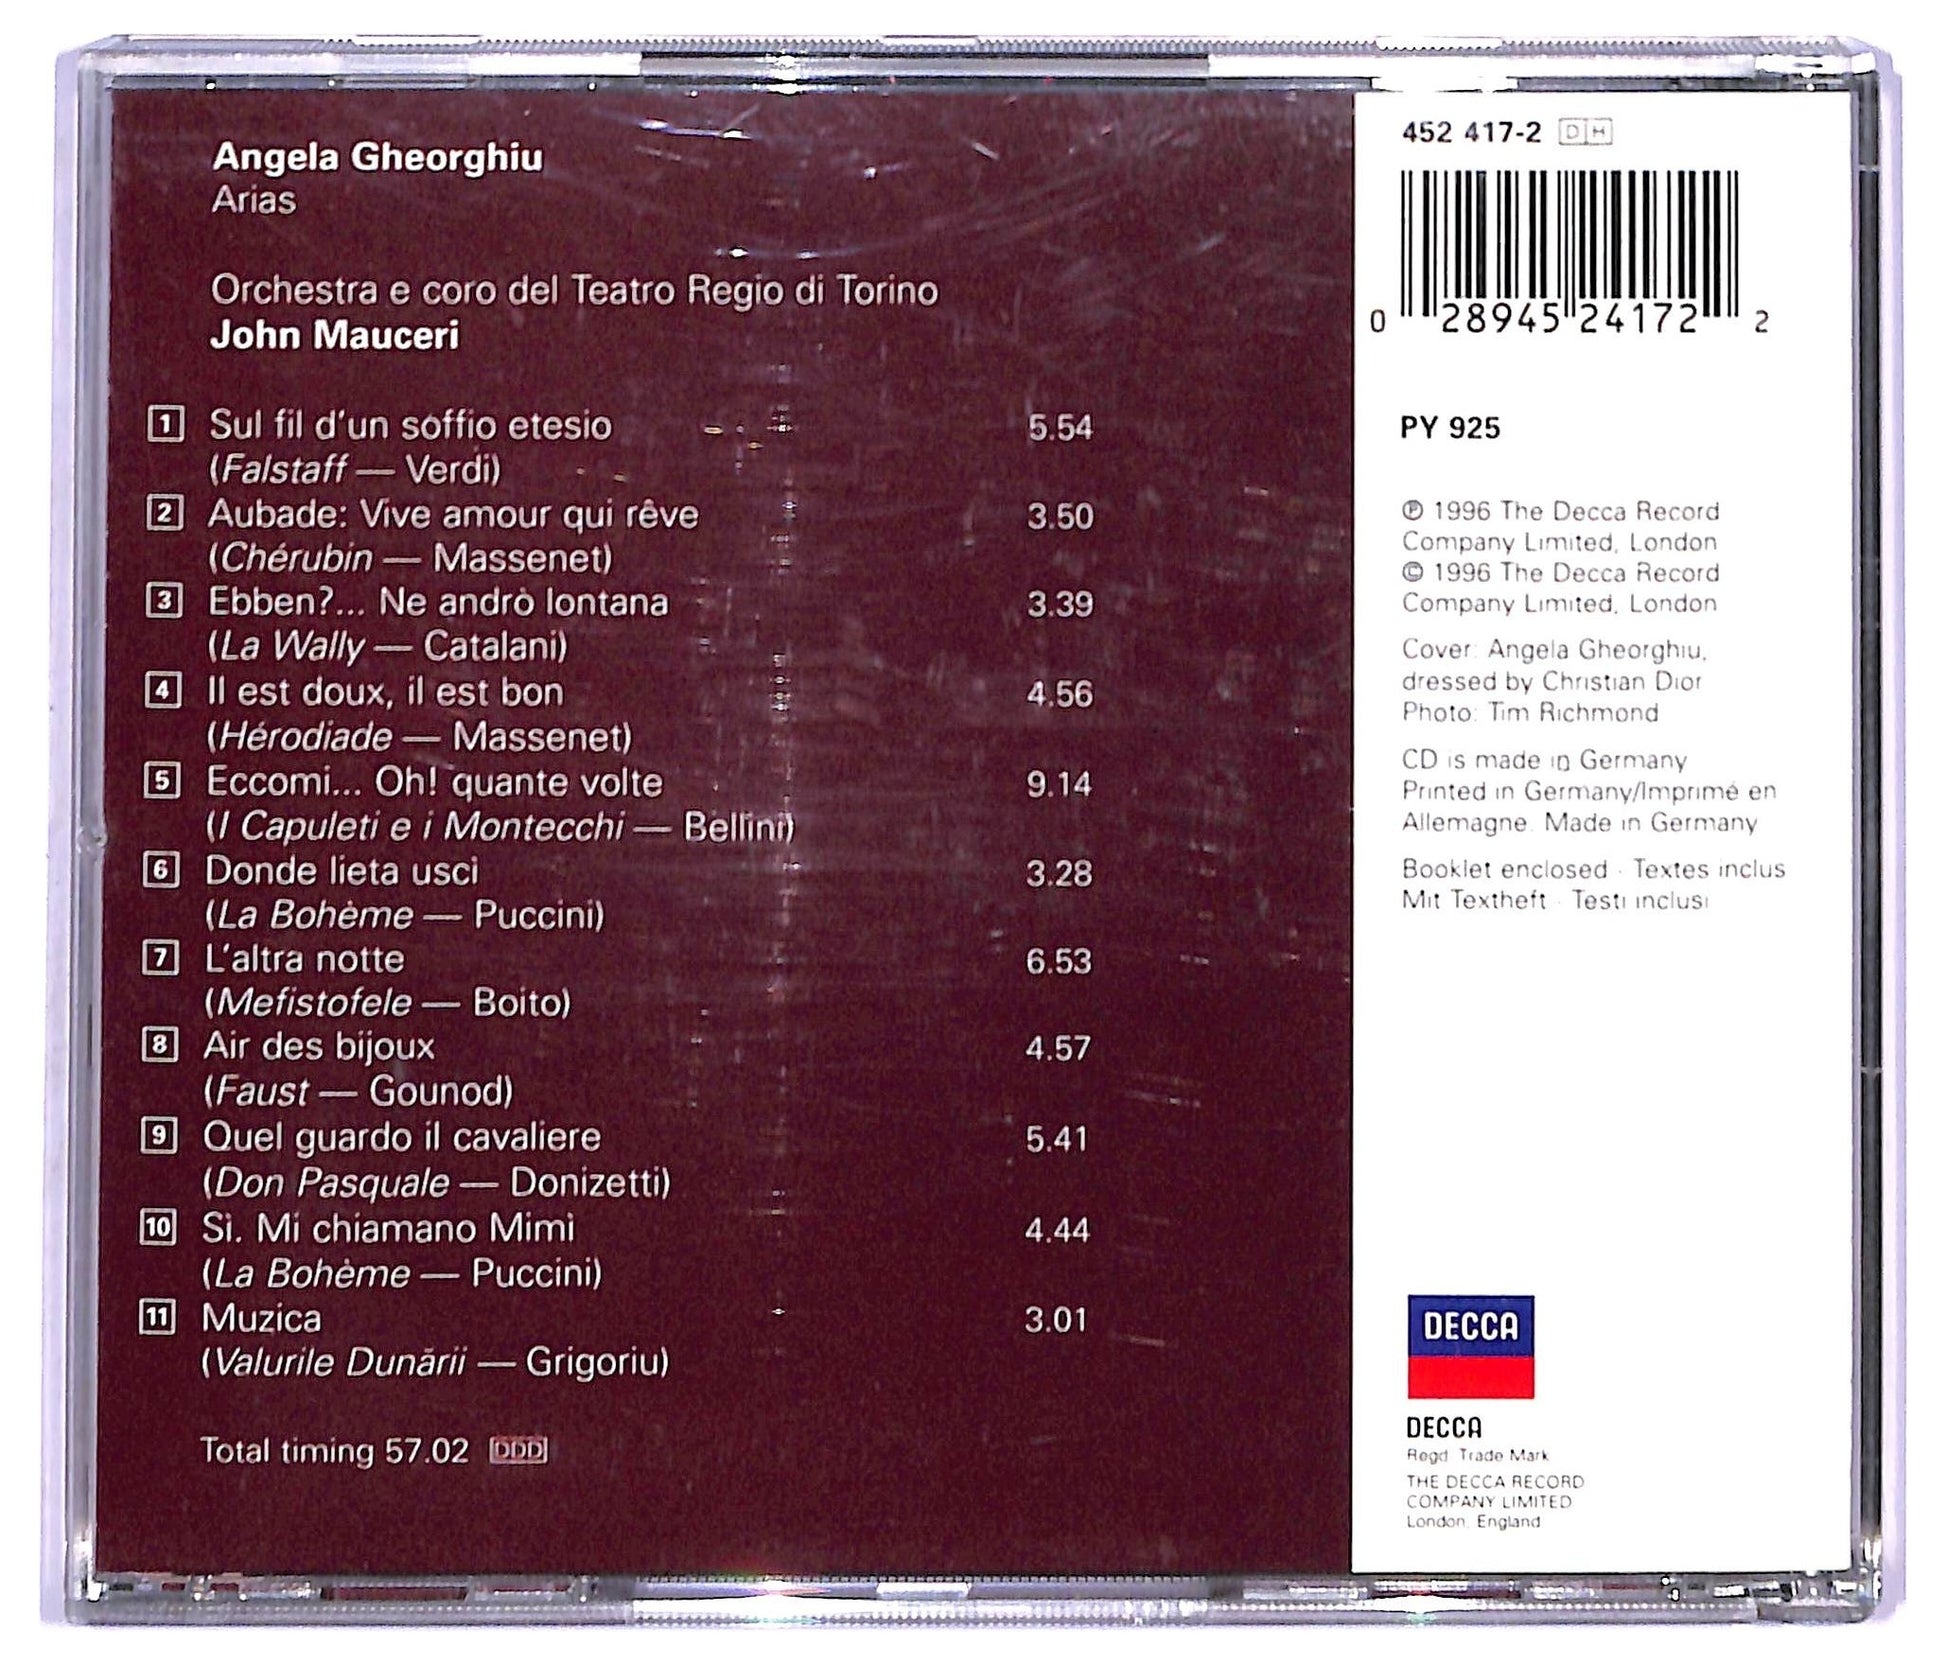 Angela Gheorghiu
Arias
Orchestra e coro del Teatro Regio di Torino
John Mauceri
1 Sul fil d'un soffio etesio 5.54
(Falstaff — Verdi)
2 Aubade: Vive amour qui rêve 3.50
(Chérubin — Massenet)
3 Ebben?... Ne andrò lontana 3.39
(La Wally — Catalani)
4 Il est doux, il est bon 4.56
(Hérodiade — Massenet)
5 Eccomi... Oh! quante volte 9.14
(I Capuleti e i Montecchi — Bellini)
6 Donde lieta uscì 3.28
(La Bohème — Puccini)
7 L'altra notte 6.53
(Mefistofele — Boito)
8 Air des bijoux 4.57
(Faust — Gounod)
9 Quel guardo il cavaliere 5.41
(Don Pasquale — Donizetti)
10 Sì. Mi chiamano Mimì 4.44
(La Bohème — Puccini)
11 Muzica 3.01
(Valurile Dunării — Grigoriu)
Total timing 57.02 DDD
452 417-2 DH
0 28945 24172 2
PY 925
℗ 1996 The Decca Record
Company Limited, London
© 1996 The Decca Record
Company Limited, London
Cover: Angela Gheorghiu,
dressed by Christian Dior
Photo: Tim Richmond
CD is made in Germany
Printed in Germany/Imprimé en
Allemagne. Made in Germany
Booklet enclosed · Textes inclus
Mit Textheft · Testi inclusi
DECCA
DECCA
Regd. Trade Mark
THE DECCA RECORD
COMPANY LIMITED
London, England